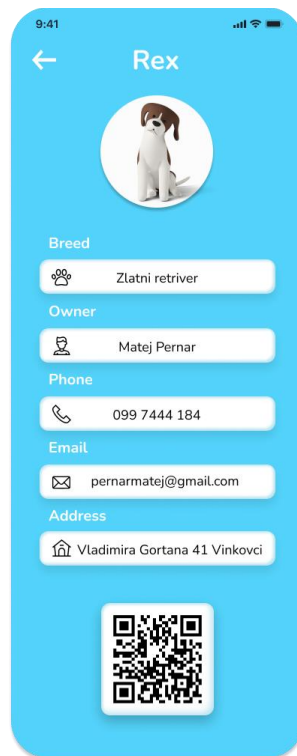 9:41
Rex
Breed
Zlatni retriver
Owner
Matej Pernar
Phone
099 7444 184
Email
pernarmatej@gmail.com
Address
Vladimira Gortana 41 Vinkovci